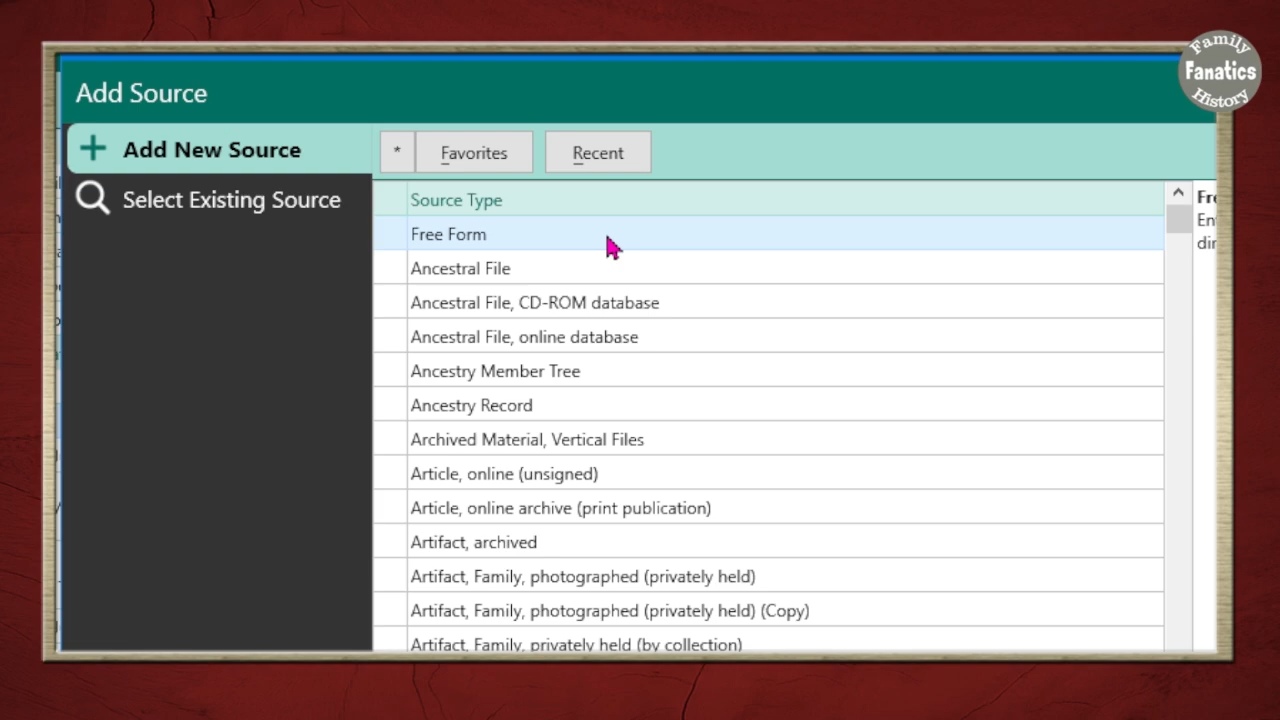 Family
Fanatics
History
Add Source
Add New Source
Select Existing Source
* Favorites Recent
Source Type
Free Form
Ancestral File
Ancestral File, CD-ROM database
Ancestral File, online database
Ancestry Member Tree
Ancestry Record
Archived Material, Vertical Files
Article, online (unsigned)
Article, online archive (print publication)
Artifact, archived
Artifact, Family, photographed (privately held)
Artifact, Family, photographed (privately held) (Copy)
Artifact, Family, privately held (by collection)